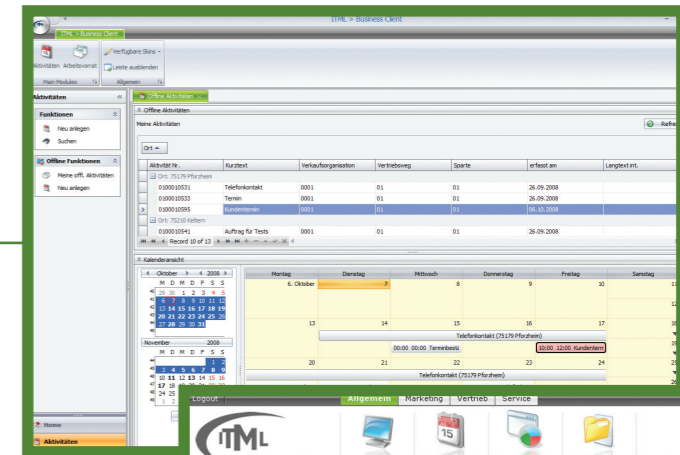 ITML > Business Client
ITML > Business Client
Aktivitäten Arbeitsvorrat
Verfügbare Skins
Leiste ausblenden
Main Modules
Allgemein
Aktivitäten
Funktionen
Neu anlegen
Suchen
Offline Funktionen
Meine offl. Aktivitäten
Neu anlegen
Home
Aktivitäten
Offline Aktivitäten
Offline Aktivitäten
Meine Aktivitäten
Refre
Ort
Aktivität Nr. Kurztext Verkaufsorganisation Vertriebsweg Sparte erfasst am Langtext int.
Ort: 75179 Pforzheim
0100010531 Telefonkontakt 0001 01 01 26.09.2008
0100010533 Termin 0001 01 01 26.09.2008
0100010595 Kundentermin 0001 01 01 06.10.2008
Ort: 75210 Keltern
0100010541 Auftrag für Tests 0001 01 01 26.09.2008
Record 10 of 13
Kalenderansicht
Oktober 2008
M D M D F S S
29 30 1 2 3 4 5
6 7 8 9 10 11 12
13 14 15 16 17 18 19
20 21 22 23 24 25 26
27 28 29 30 31
November 2008
M D M D F S S
1 2
3 4 5 6 7 8 9
10 11 12 13 14 15 16
17 18
24 25
Montag Dienstag Mittwoch Donnerstag Freitag Samstag
6. Oktober 7 8 9 10 11
12
13 14 15 16 17 18
Telefonkontakt (75179 Pforzheim)
00:00 00:00 Terminbestä
10:00 12:00 Kundenterm
19
20 21 22 23 24 25
Telefonkontakt (75179 Pforzheim)
26
Logout
Allgemein Marketing Vertrieb Service
ITML
15